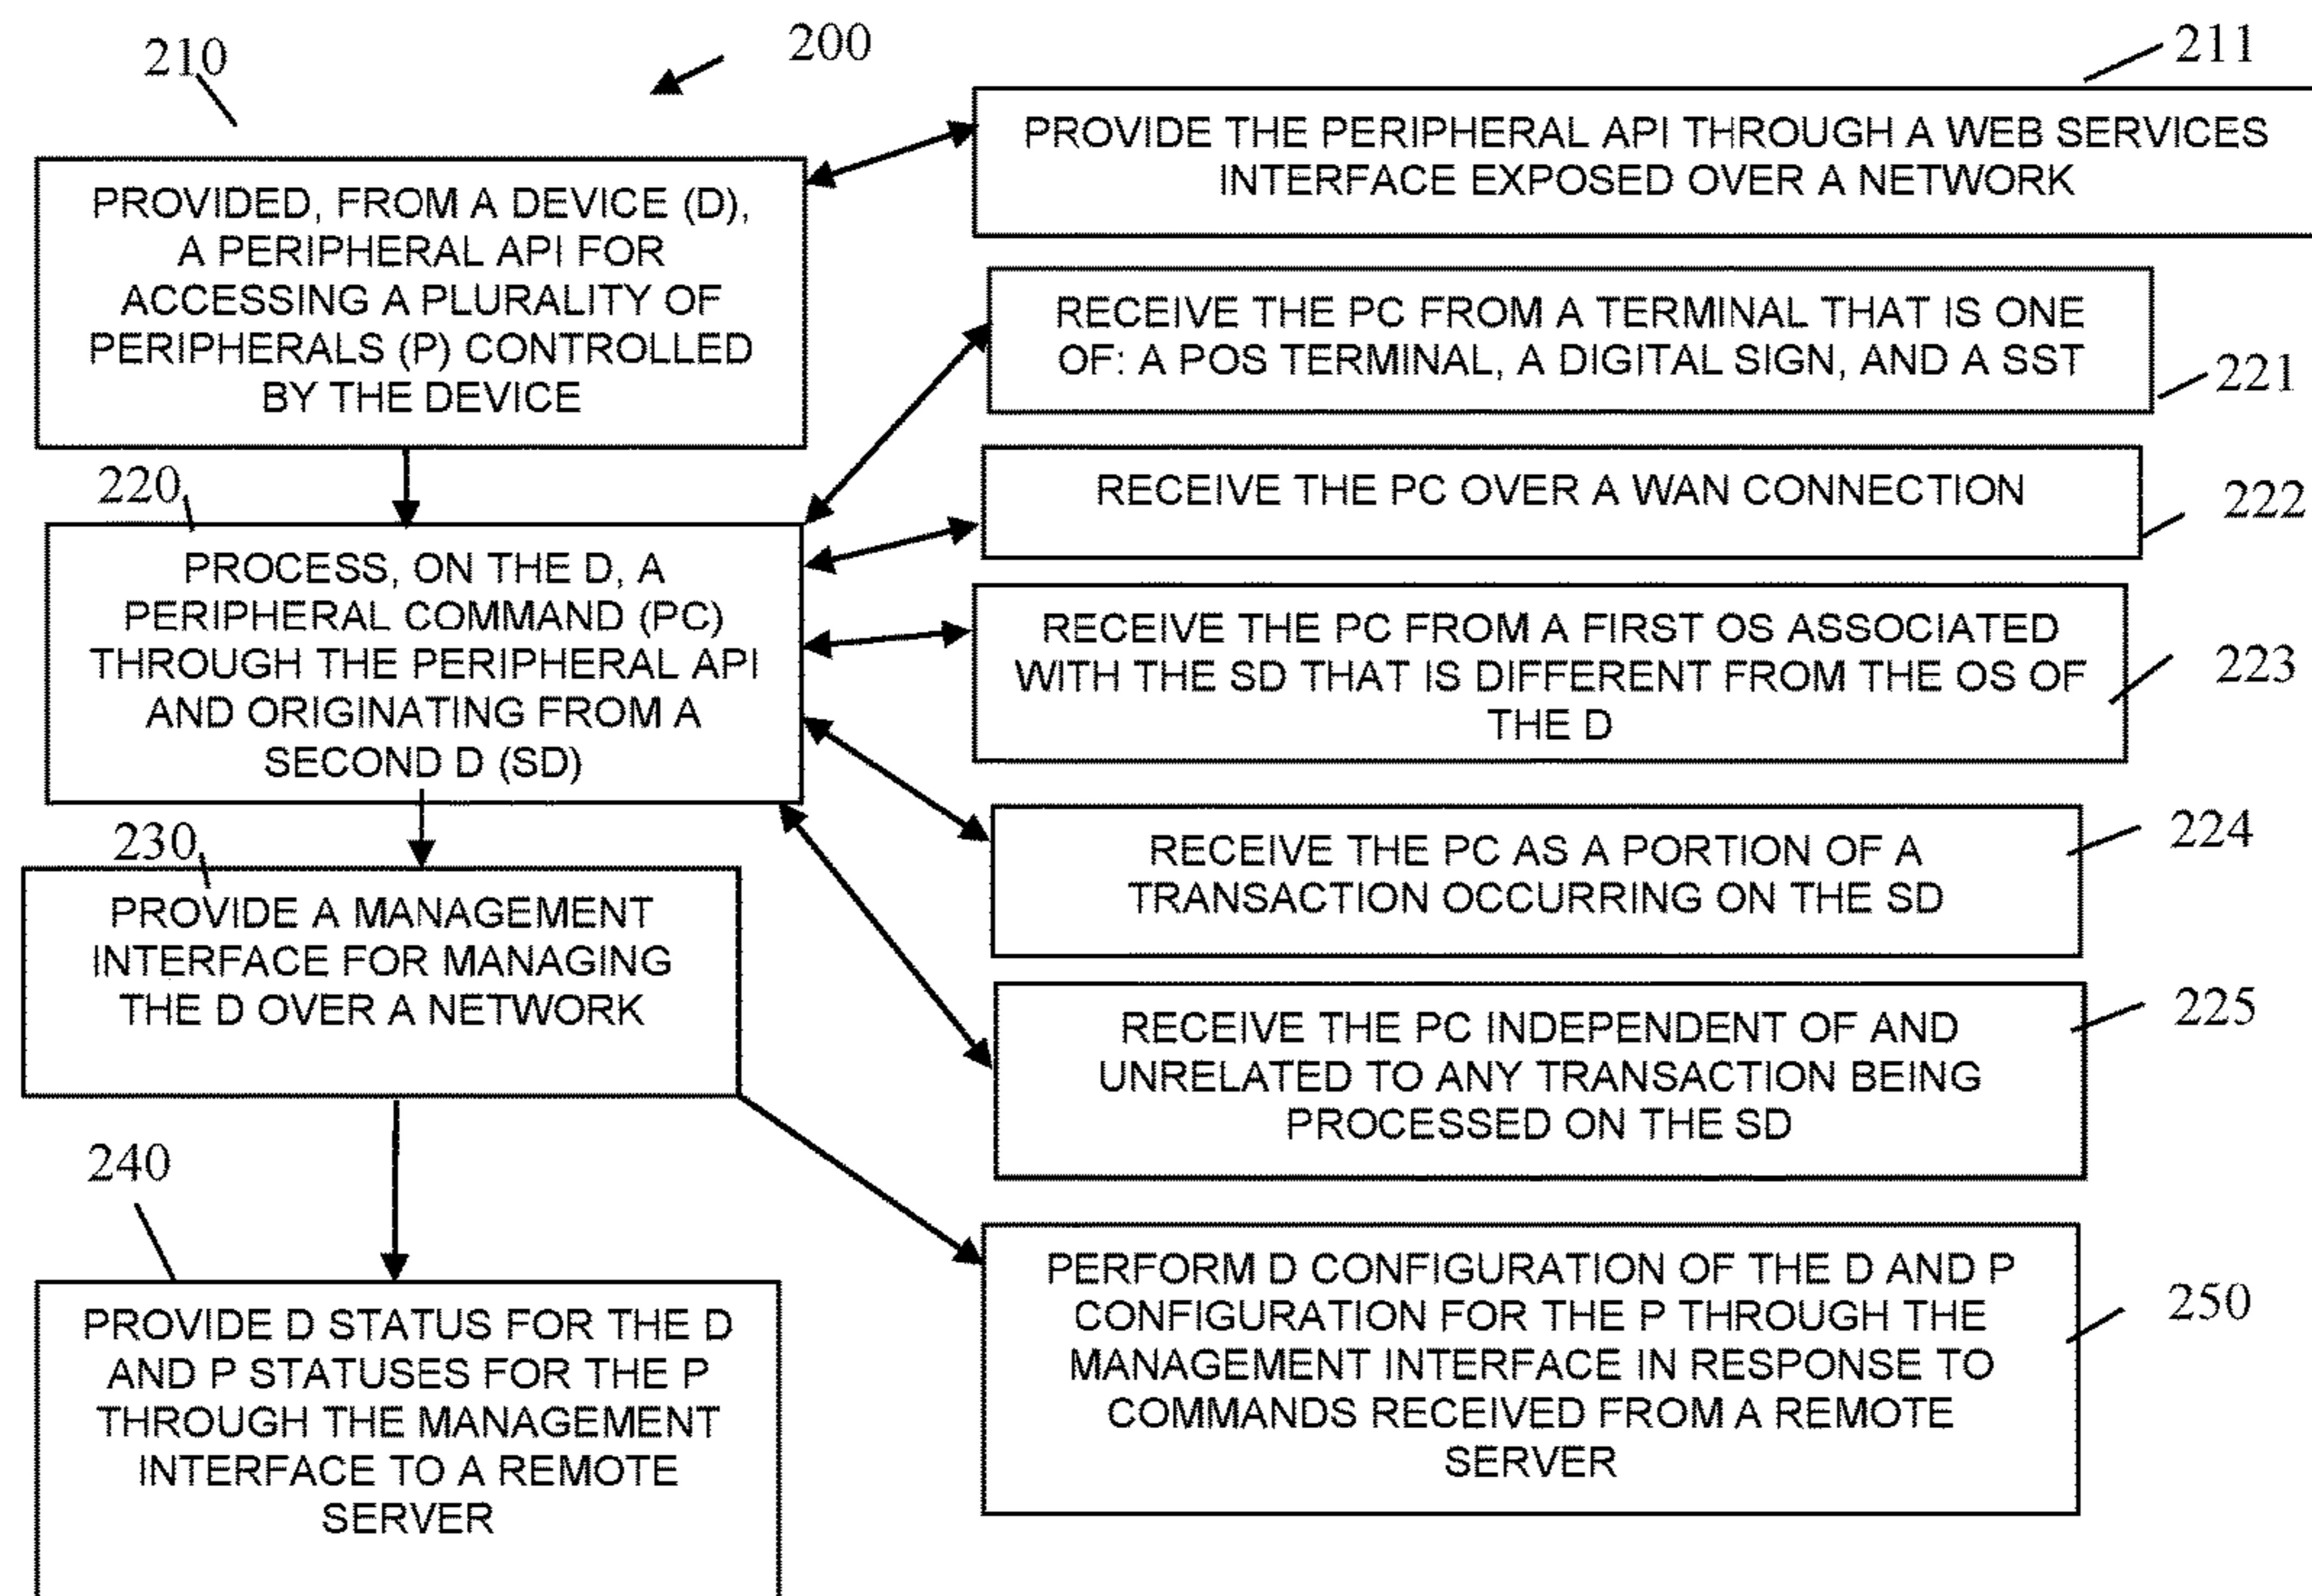 210
200
211
PROVIDE THE PERIPHERAL API THROUGH A WEB SERVICES
INTERFACE EXPOSED OVER A NETWORK
PROVIDED, FROM A DEVICE (D),
A PERIPHERAL API FOR
ACCESSING A PLURALITY OF
PERIPHERALS (P) CONTROLLED
BY THE DEVICE
RECEIVE THE PC FROM A TERMINAL THAT IS ONE
OF: A POS TERMINAL, A DIGITAL SIGN, AND A SST
221
220
RECEIVE THE PC OVER A WAN CONNECTION
222
PROCESS, ON THE D, A
PERIPHERAL COMMAND (PC)
THROUGH THE PERIPHERAL API
AND ORIGINATING FROM A
SECOND D (SD)
RECEIVE THE PC FROM A FIRST OS ASSOCIATED
WITH THE SD THAT IS DIFFERENT FROM THE OS OF
THE D
223
230
PROVIDE A MANAGEMENT
INTERFACE FOR MANAGING
THE D OVER A NETWORK
RECEIVE THE PC AS A PORTION OF A
TRANSACTION OCCURRING ON THE SD
224
RECEIVE THE PC INDEPENDENT OF AND
UNRELATED TO ANY TRANSACTION BEING
PROCESSED ON THE SD
225
240
PROVIDE D STATUS FOR THE D
AND P STATUSES FOR THE P
THROUGH THE MANAGEMENT
INTERFACE TO A REMOTE
SERVER
PERFORM D CONFIGURATION OF THE D AND P
CONFIGURATION FOR THE P THROUGH THE
MANAGEMENT INTERFACE IN RESPONSE TO
COMMANDS RECEIVED FROM A REMOTE
SERVER
250